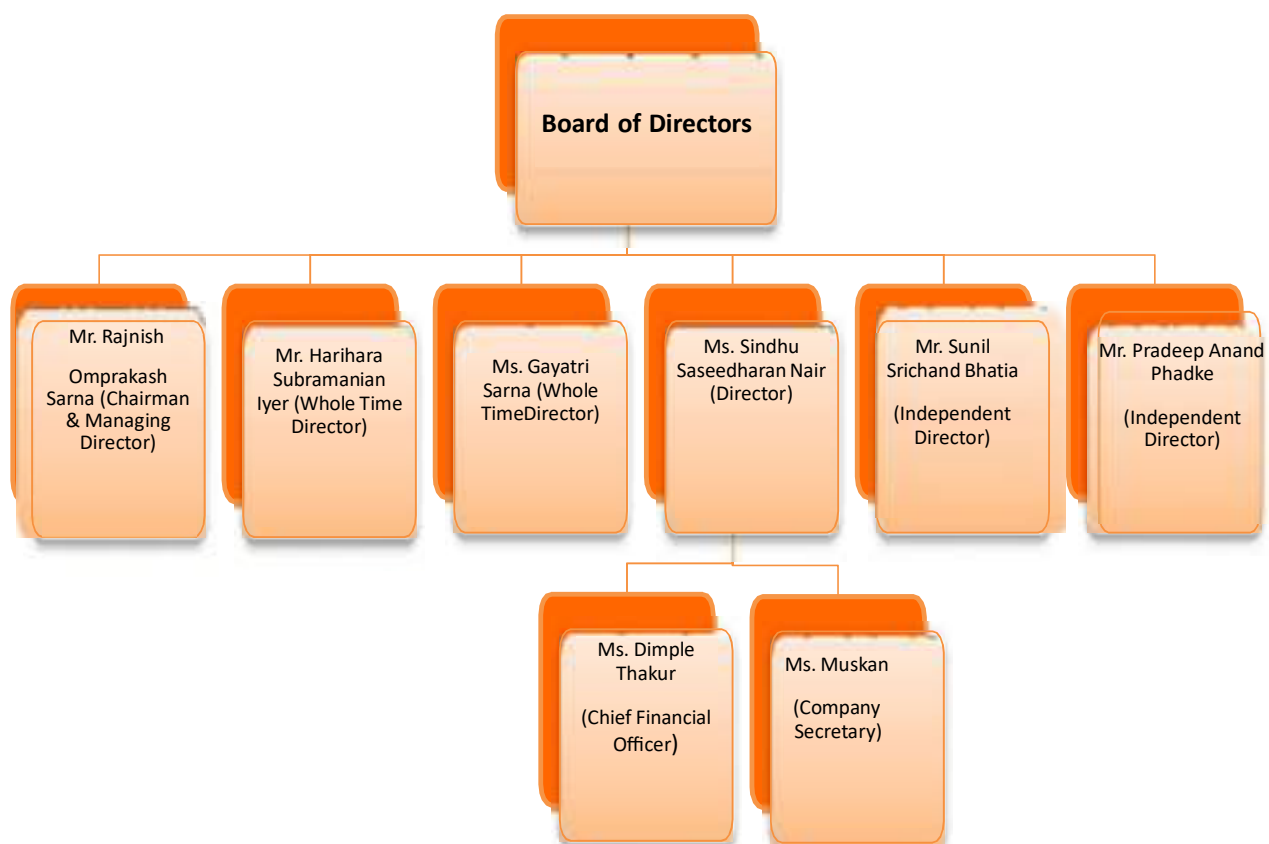 Board of Directors
Mr. Rajnish
Omprakash
Sarna (Chairman
& Managing
Director)
Mr. Harihara
Subramanian
Iyer (Whole Time
Director)
Ms. Gayatri
Sarna (Whole
TimeDirector)
Ms. Sindhu
Saseedharan Nair
(Director)
Mr. Sunil
Srichand Bhatia
(Independent
Director)
Mr. Pradeep Anand
Phadke
(Independent
Director)
Ms. Dimple
Thakur
(Chief Financial
Officer)
Ms. Muskan
(Company
Secretary)